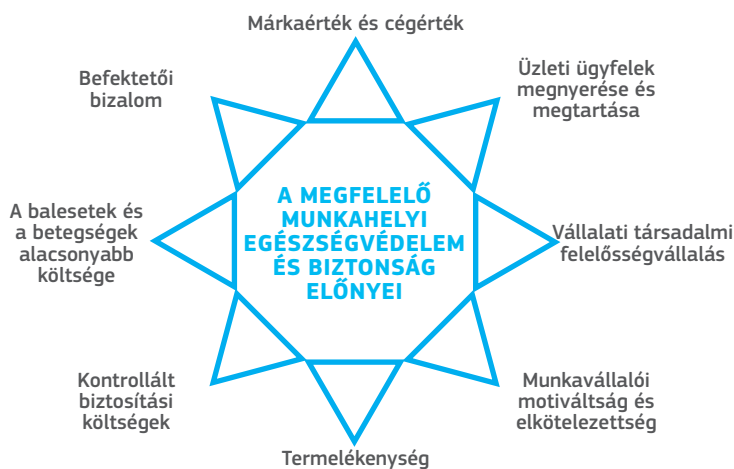 Márkaérték és cégérték
Üzleti ügyfelek
megnyerése és
megtartása
Vállalati társadalmi
felelősségvállalás
Munkavállalói
motiváltság és
elkötelezettség
Termelékenység
Kontrollált
biztosítási
költségek
A balesetek és
a betegségek
alacsonyabb
költsége
Befektetői
bizalom
A MEGFELELŐ
MUNKAHELYI
EGÉSZSÉGVÉDELEM
ÉS BIZTONSÁG
ELŐNYEI